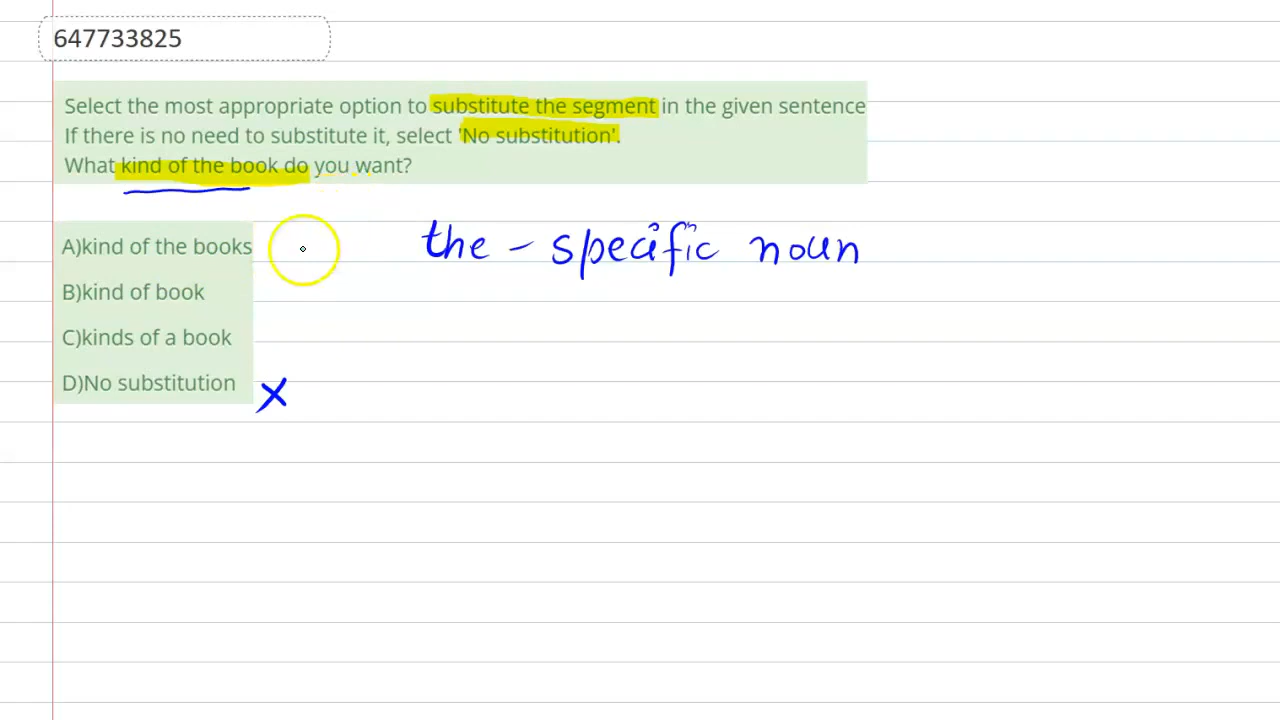 647733825
Select the most appropriate option to substitute the segment in the given sentence
If there is no need to substitute it, select 'No substitution'.
What kind of the book do you want?
A)kind of the books
the - specific noun
B)kind of book
C)kinds of a book
D)No substitution X